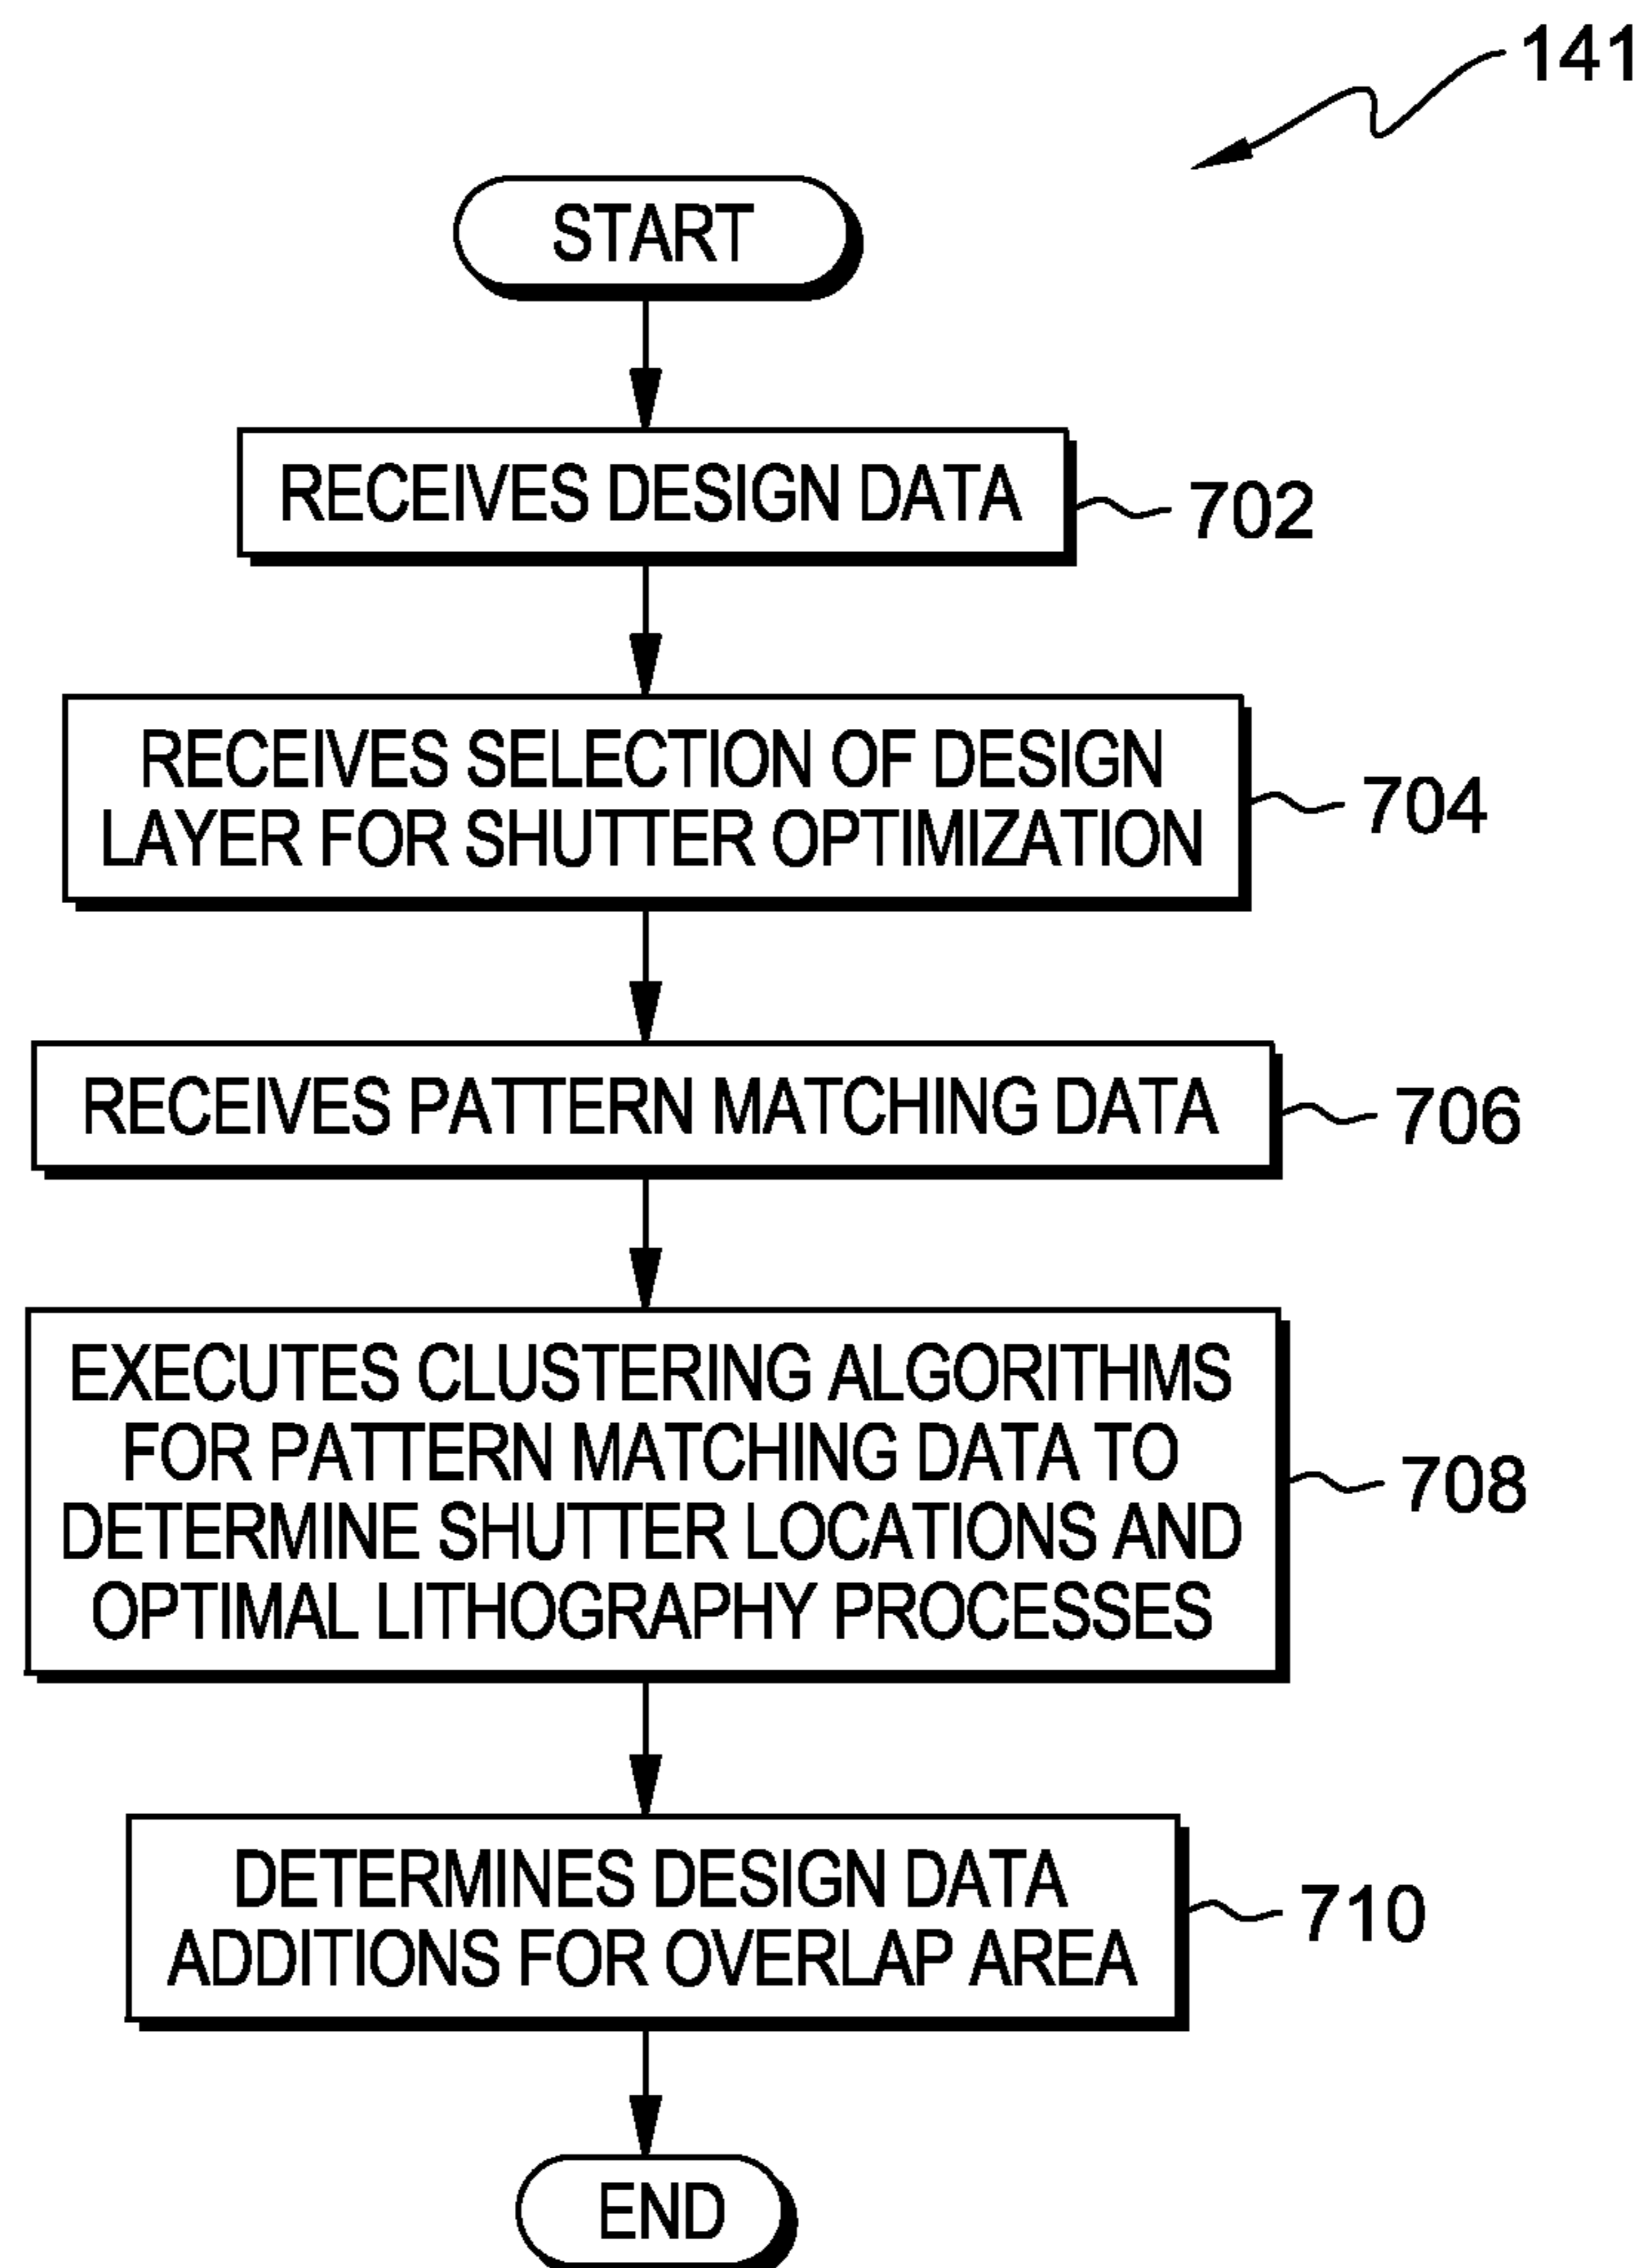 141
START
RECEIVES DESIGN DATA
702
RECEIVES SELECTION OF DESIGN
LAYER FOR SHUTTER OPTIMIZATION
704
RECEIVES PATTERN MATCHING DATA
706
EXECUTES CLUSTERING ALGORITHMS
FOR PATTERN MATCHING DATA TO
DETERMINE SHUTTER LOCATIONS AND
OPTIMAL LITHOGRAPHY PROCESSES
708
DETERMINES DESIGN DATA
ADDITIONS FOR OVERLAP AREA
710
END